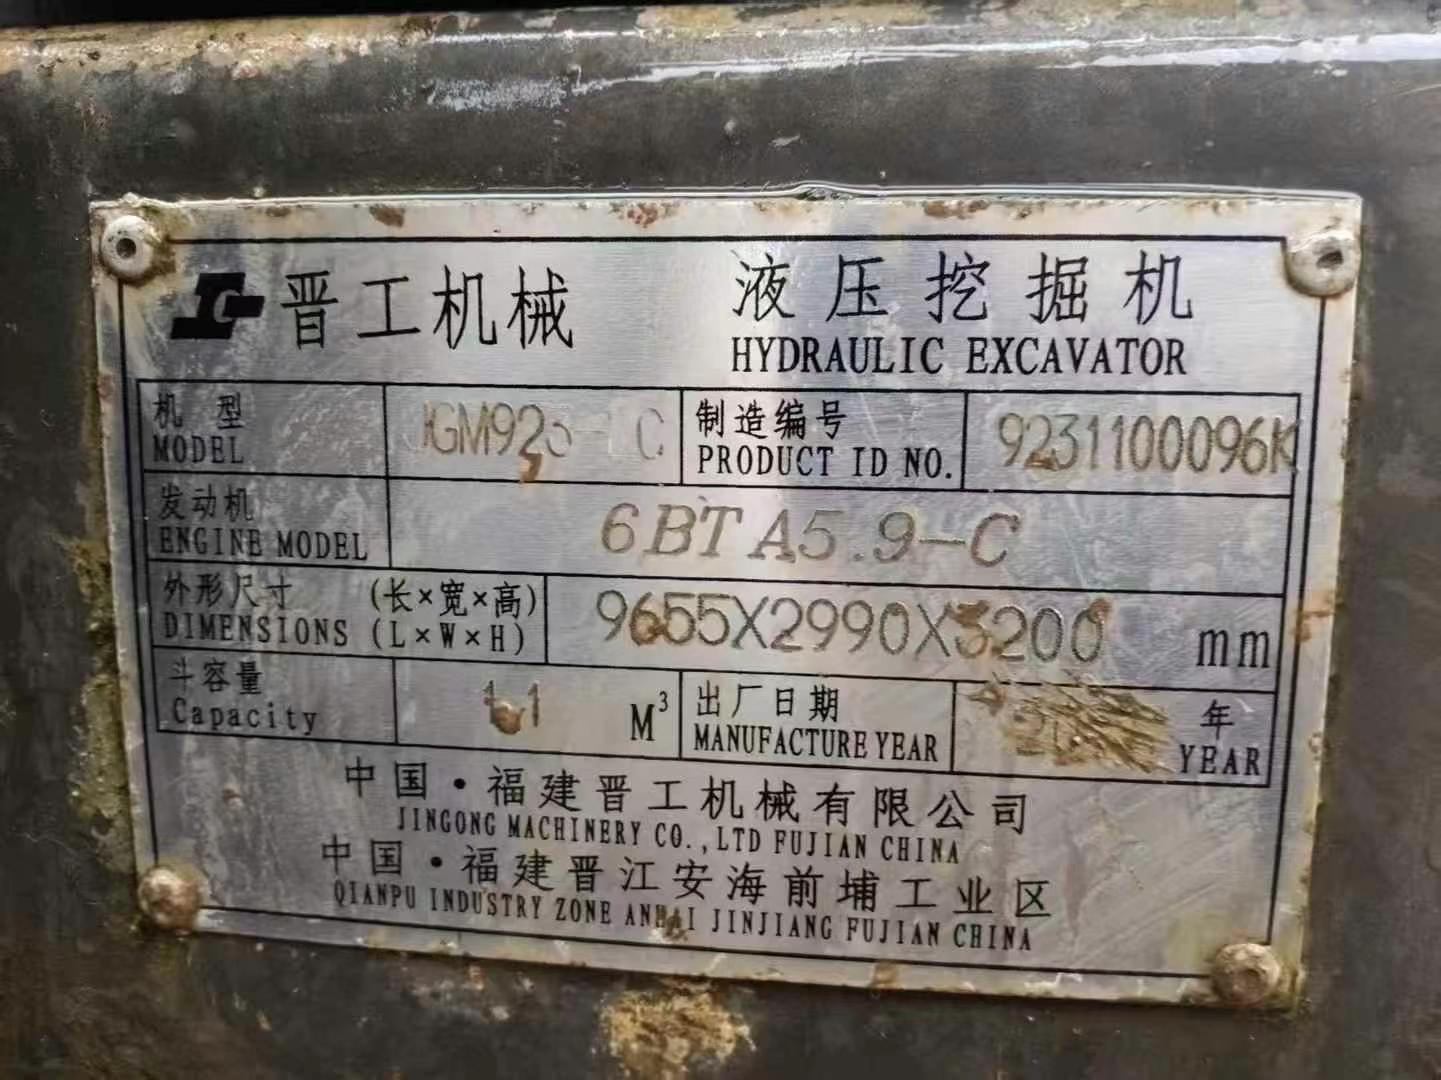 晋工机械
液压挖掘机
HYDRAULIC EXCAVATOR
机 型
MODEL
制造编号
PRODUCT ID NO.
9231100096K
发动机
ENGINE MODEL
6BTA5.9-C
外形尺寸 (长×宽×高)
DIMENSIONS (L×W×H)
9655X2990X3200 mm
斗容量
Capacity
1.1 M³
出厂日期
MANUFACTURE YEAR
年
YEAR
中国·福建晋工机械有限公司
JINGONG MACHINERY CO.,LTD FUJIAN CHINA
中国·福建晋江安海前埔工业区
QIANPU INDUSTRY ZONE ANHAI JINJIANG FUJIAN CHINA